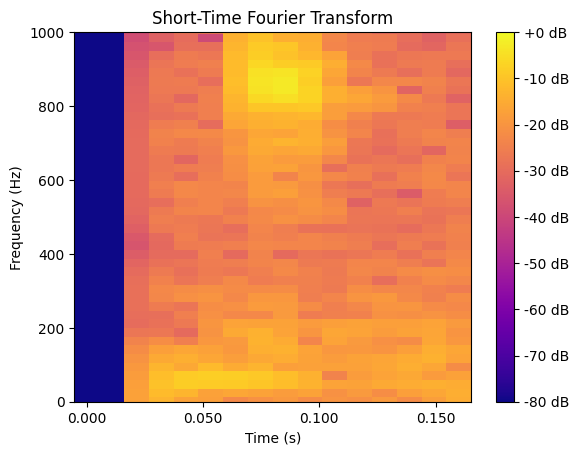 Short-Time Fourier Transform
1000
800
600
400
200
0
Frequency (Hz)
0.000
0.050
0.100
0.150
Time (s)
+0 dB
-10 dB
-20 dB
-30 dB
-40 dB
-50 dB
-60 dB
-70 dB
-80 dB